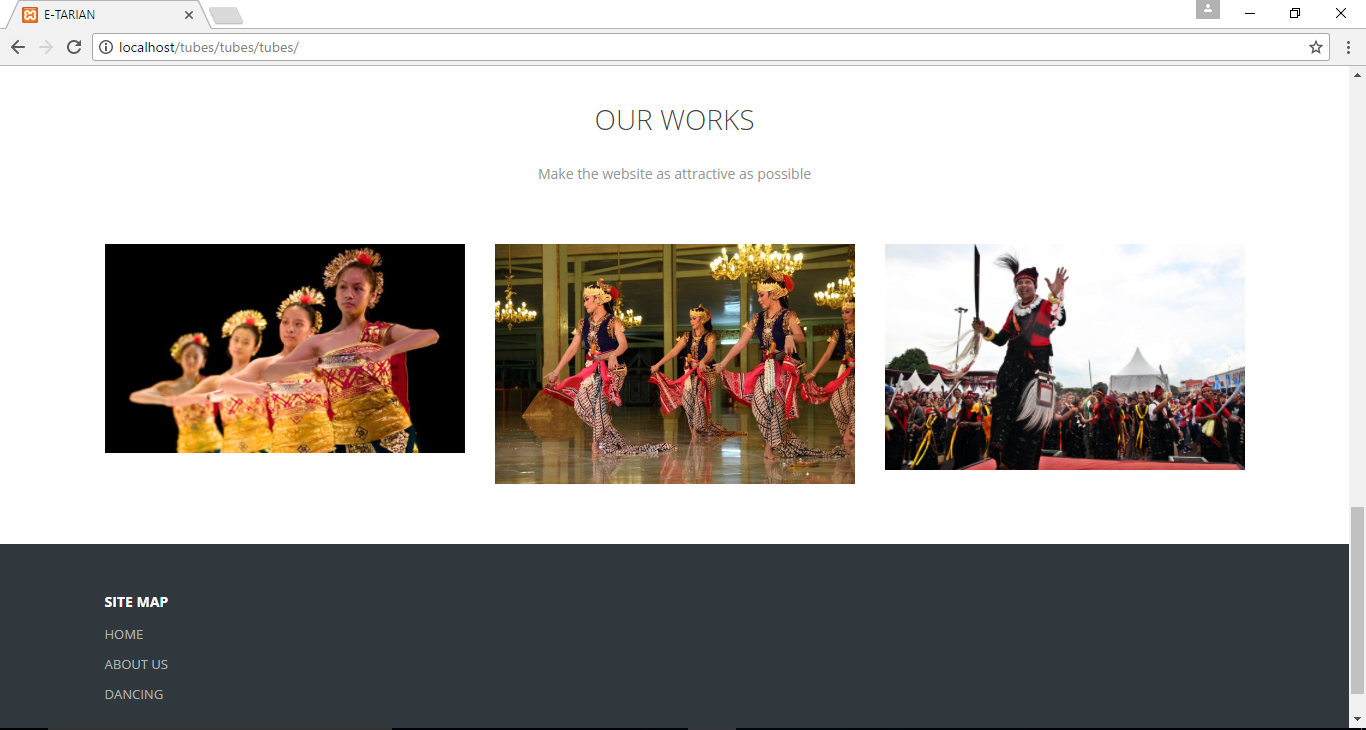 E-TARIAN
localhost/tubes/tubes/tubes/
OUR WORKS
Make the website as attractive as possible
SITE MAP
HOME
ABOUT US
DANCING